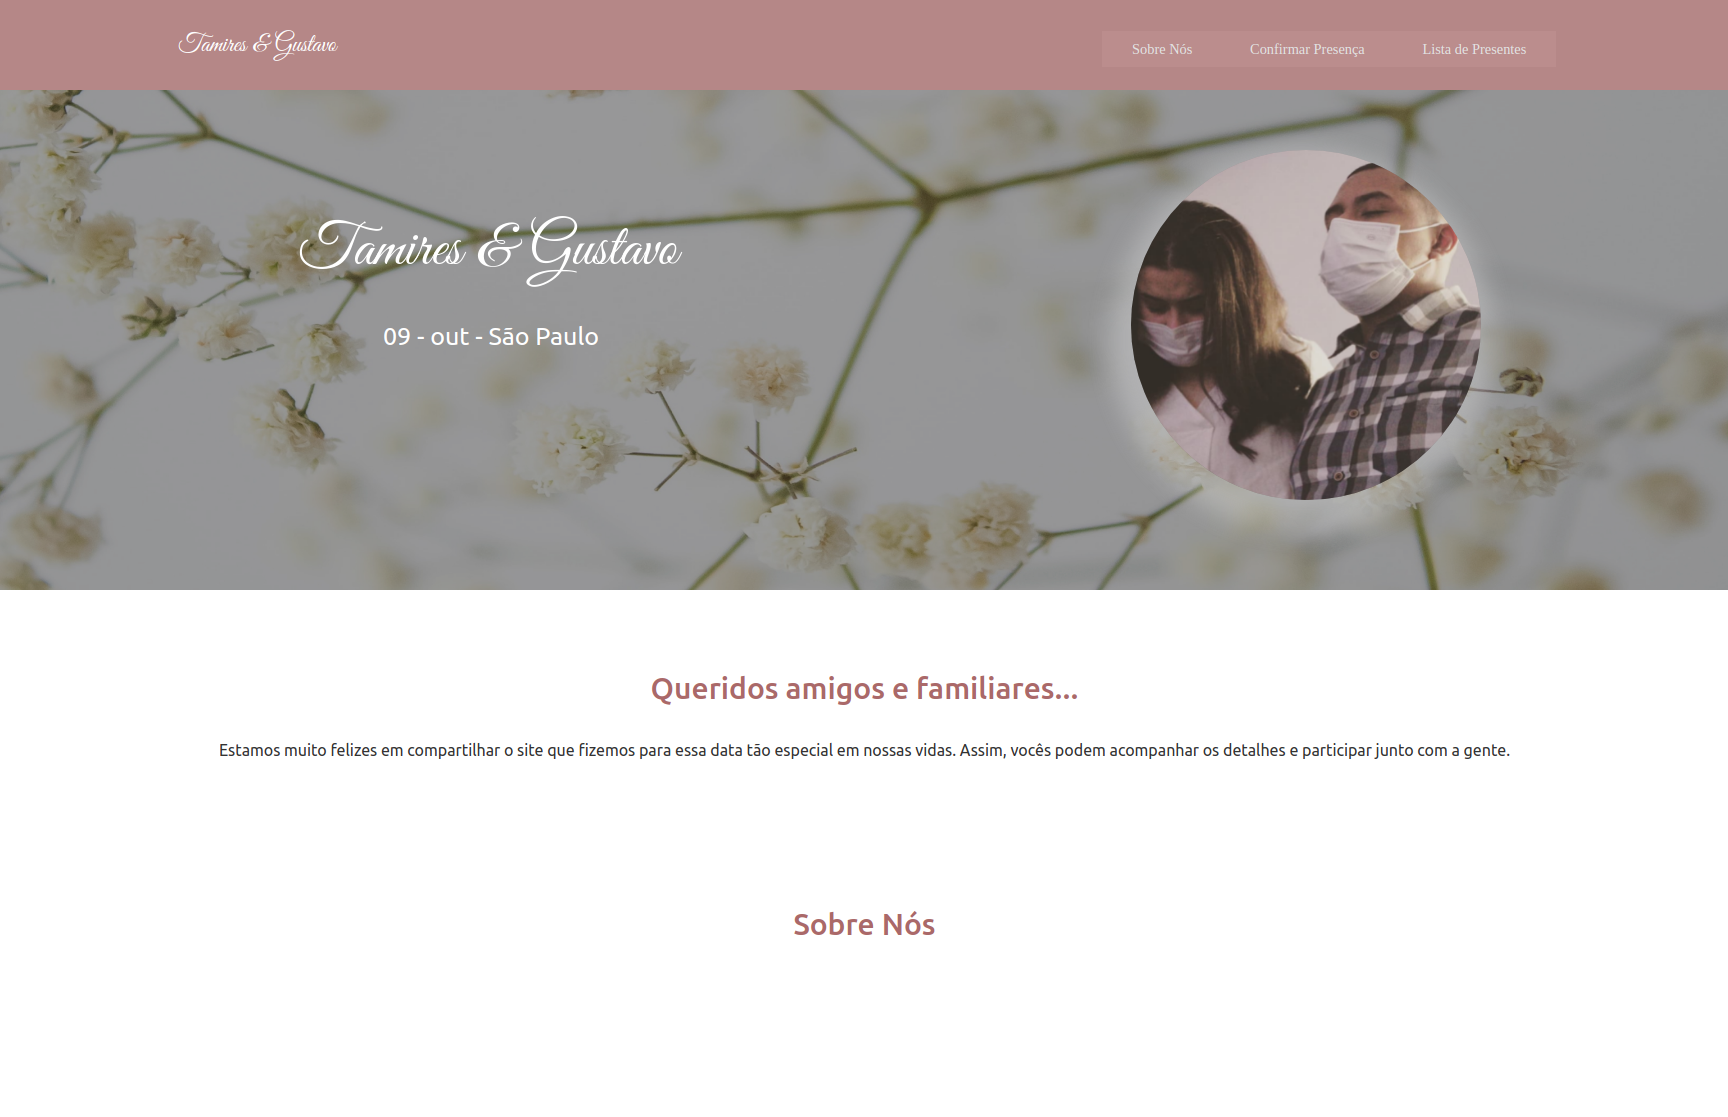 Tamires & Gustavo
Sobre Nós
Confirmar Presença
Lista de Presentes
Tamires & Gustavo
09 - out - São Paulo
Queridos amigos e familiares...
Estamos muito felizes em compartilhar o site que fizemos para essa data tão especial em nossas vidas. Assim, vocês podem acompanhar os detalhes e participar junto com a gente.
Sobre Nós